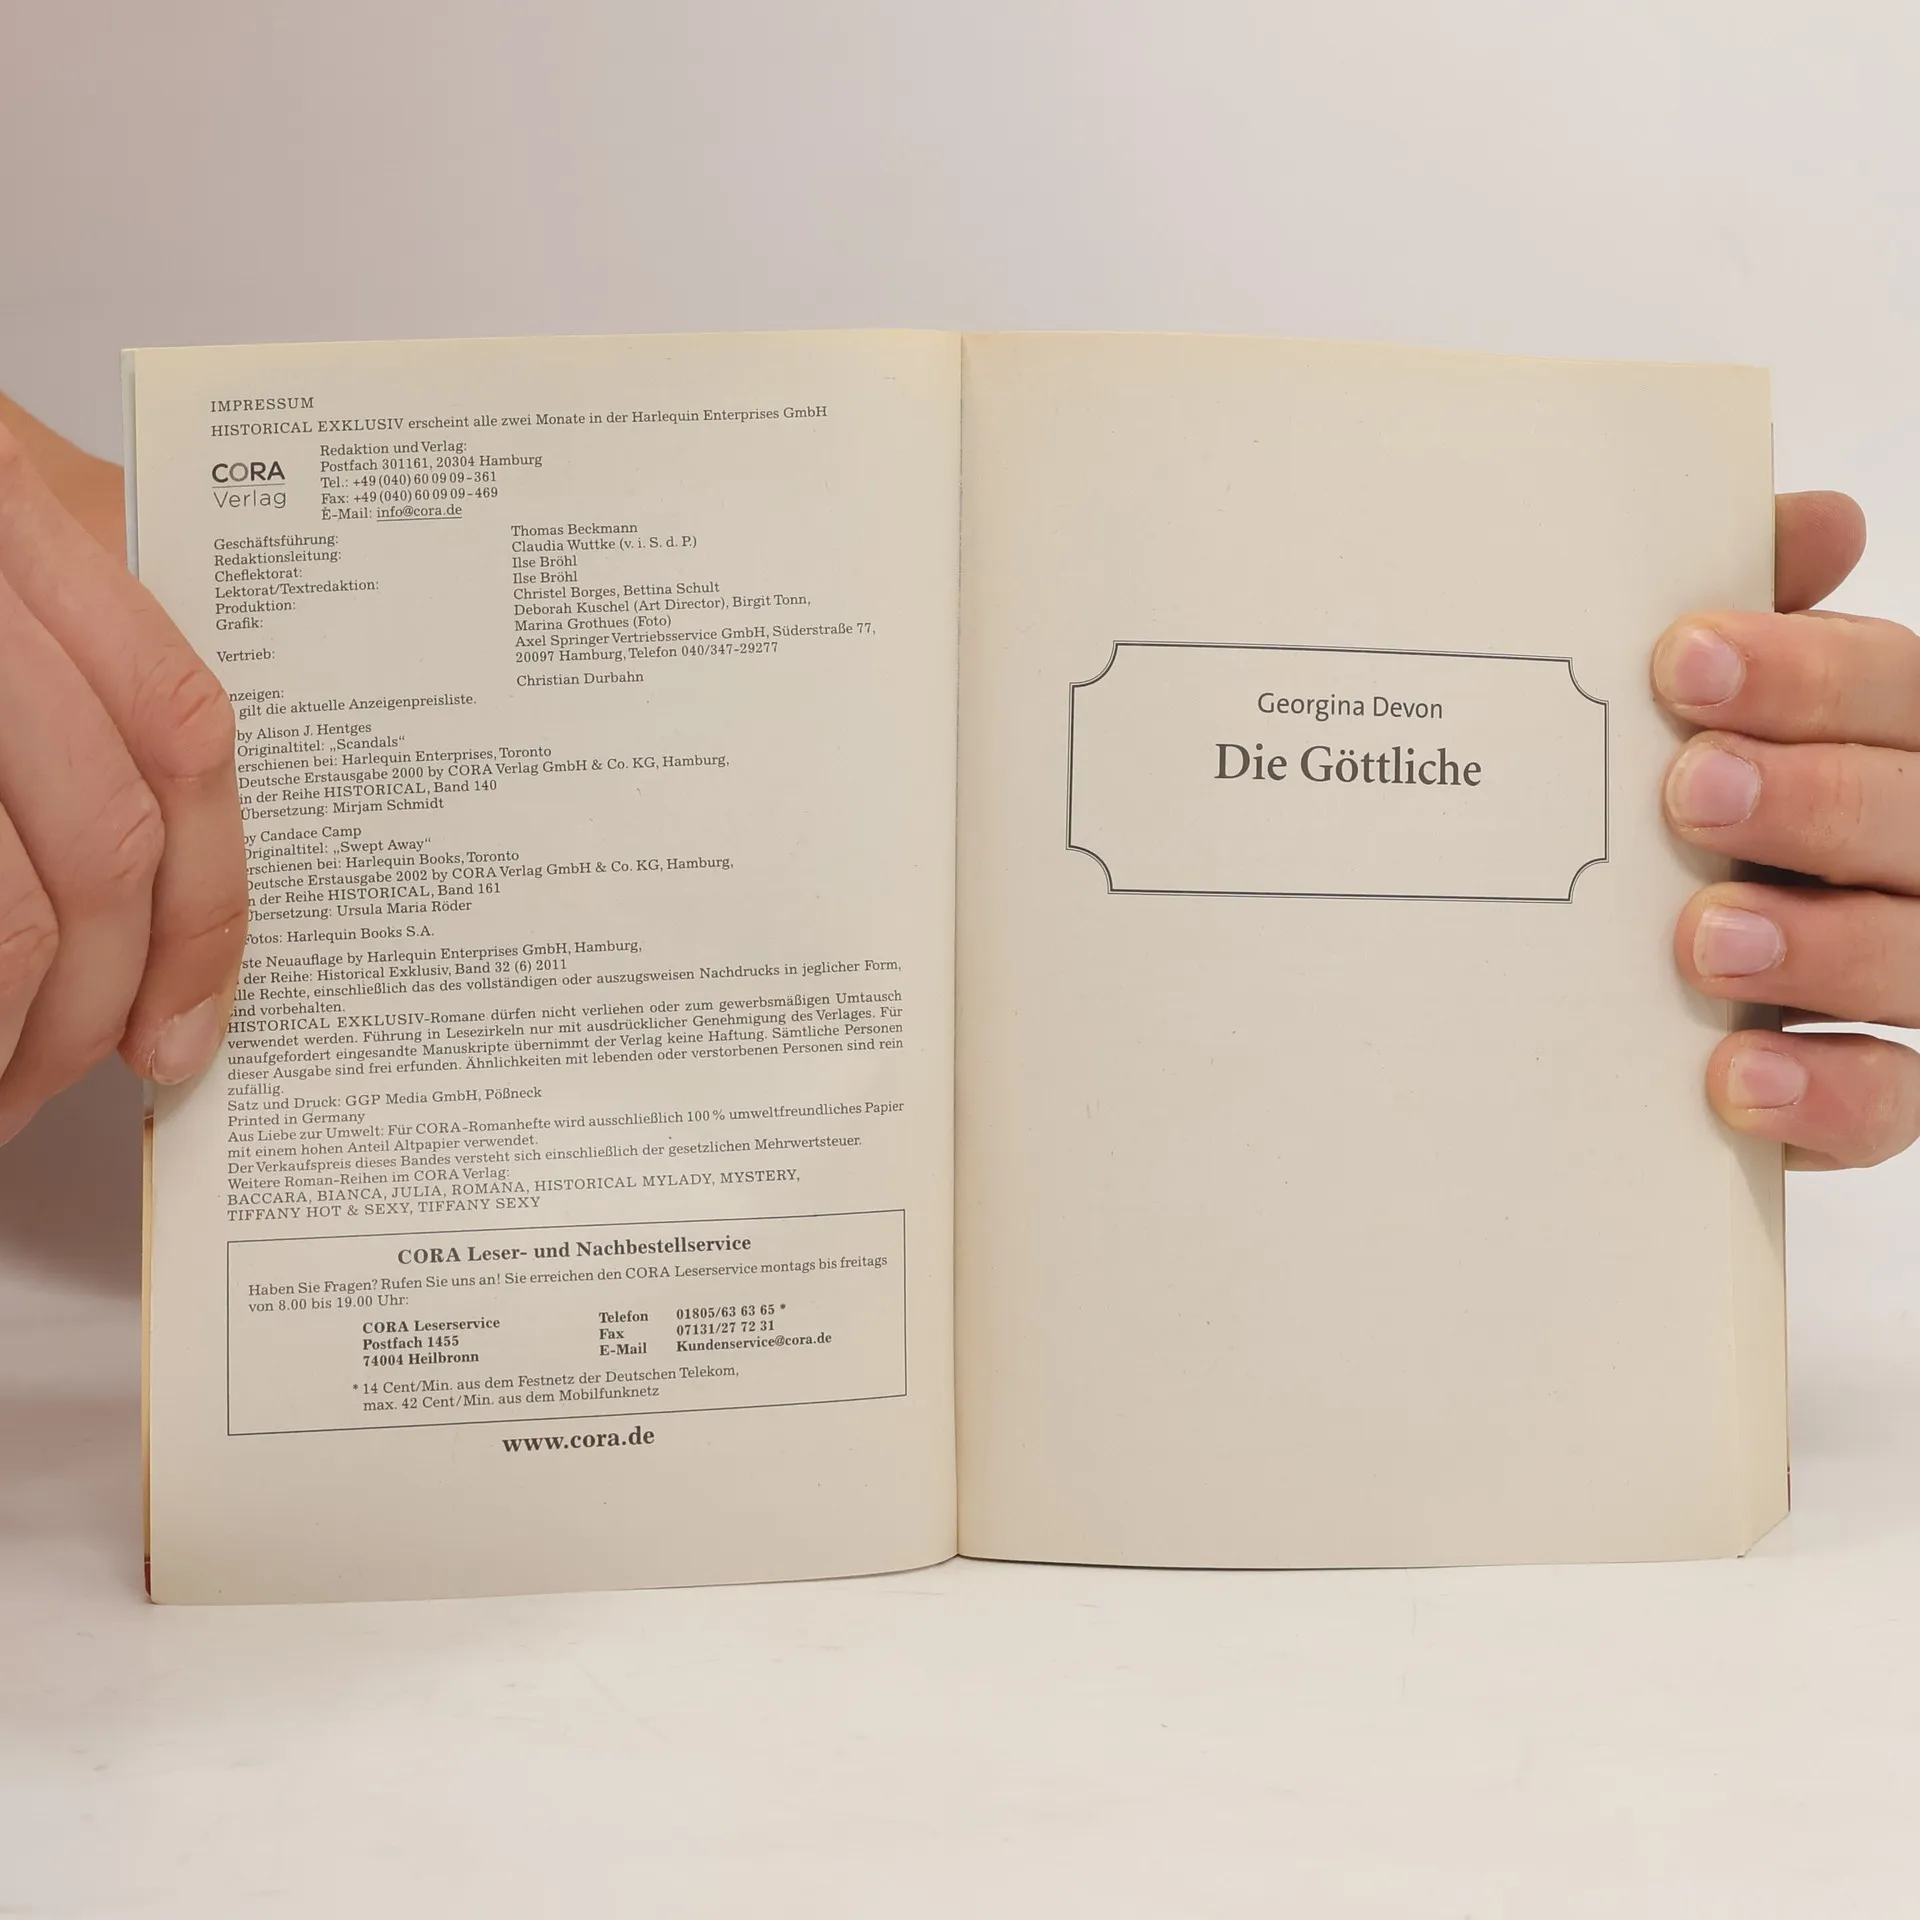 IMPRESSUM
HISTORICAL EXKLUSIV erscheint alle zwei Monate in der Harlequin Enterprises GmbH
CORA
Verlag
Redaktion und Verlag:
Postfach 301161, 20304 Hamburg
Tel.: +49 (040) 60 09 09-361
Fax: +49 (040) 60 09 09-469
E-Mail: info@cora.de
Geschäftsführung:
Redaktionsleitung:
Cheflektorat:
Lektorat/Textredaktion:
Produktion:
Grafik:
Vertrieb:
Thomas Beckmann
Claudia Wuttke (v. i. S. d. P.)
Ilse Bröhl
Ilse Bröhl
Christel Borges, Bettina Schult
Deborah Kuschel (Art Director), Birgit Tonn,
Marina Grothues (Foto)
Axel Springer Vertriebsservice GmbH, Süderstraße 77,
20097 Hamburg, Telefon 040/347-29277
Christian Durbahn
nzeigen:
gilt die aktuelle Anzeigenpreisliste.
by Alison J. Hentges
Originaltitel: „Scandals“
erschienen bei: Harlequin Enterprises, Toronto
Deutsche Erstausgabe 2000 by CORA Verlag GmbH & Co. KG, Hamburg,
in der Reihe HISTORICAL, Band 140
Übersetzung: Mirjam Schmidt
by Candace Camp
Originaltitel: „Swept Away“
erschienen bei: Harlequin Books, Toronto
Deutsche Erstausgabe 2002 by CORA Verlag GmbH & Co. KG, Hamburg,
n der Reihe HISTORICAL, Band 161
Übersetzung: Ursula Maria Röder
Fotos: Harlequin Books S.A.
ste Neuauflage by Harlequin Enterprises GmbH, Hamburg,
der Reihe: Historical Exklusiv, Band 32 (6) 2011
lle Rechte, einschließlich das des vollständigen oder auszugsweisen Nachdrucks in jeglicher Form,
ind vorbehalten.
HISTORICAL EXKLUSIV-Romane dürfen nicht verliehen oder zum gewerbsmäßigen Umtausch
verwendet werden. Führung in Lesezirkeln nur mit ausdrücklicher Genehmigung des Verlages. Für
unaufgefordert eingesandte Manuskripte übernimmt der Verlag keine Haftung. Sämtliche Personen
dieser Ausgabe sind frei erfunden. Ähnlichkeiten mit lebenden oder verstorbenen Personen sind rein
zufällig.
Satz und Druck: GGP Media GmbH, Pößneck
Printed in Germany
Aus Liebe zur Umwelt: Für CORA-Romanhefte wird ausschließlich 100 % umweltfreundliches Papier
mit einem hohen Anteil Altpapier verwendet.
Der Verkaufspreis dieses Bandes versteht sich einschließlich der gesetzlichen Mehrwertsteuer.
Weitere Roman-Reihen im CORA Verlag:
BACCARA, BIANCA, JULIA, ROMANA, HISTORICAL MYLADY, MYSTERY,
TIFFANY HOT & SEXY, TIFFANY SEXY
CORA Leser- und Nachbestellservice
Haben Sie Fragen? Rufen Sie uns an! Sie erreichen den CORA Leserservice montags bis freitags
von 8.00 bis 19.00 Uhr:
CORA Leserservice
Postfach 1455
74004 Heilbronn
Telefon 01805/63 63 65 *
Fax 07131/27 72 31
E-Mail Kundenservice@cora.de
* 14 Cent/Min. aus dem Festnetz der Deutschen Telekom,
max. 42 Cent/Min. aus dem Mobilfunknetz
www.cora.de
Georgina Devon
Die Göttliche